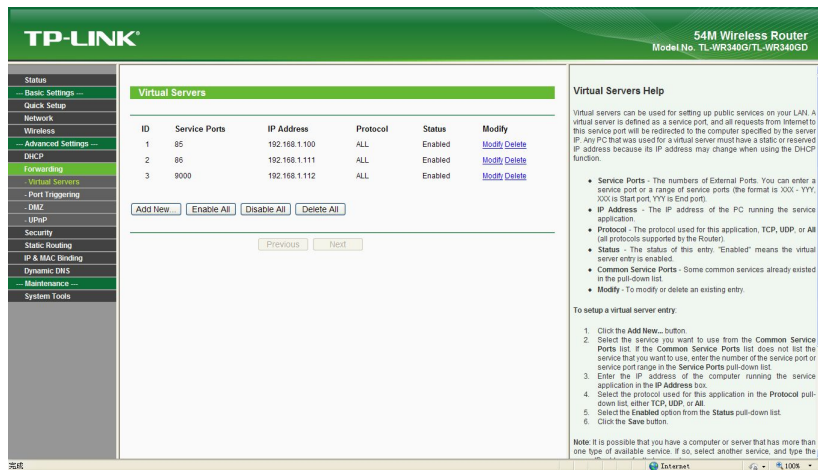 TP-LINK®
54M Wireless Router
Model No. TL-WR340G/TL-WR340GD
Status
--- Basic Settings ---
Quick Setup
Network
Wireless
--- Advanced Settings ---
DHCP
Forwarding
- Virtual Servers
- Port Triggering
- DMZ
- UPnP
Security
Static Routing
IP & MAC Binding
Dynamic DNS
--- Maintenance ---
System Tools
Virtual Servers
ID Service Ports IP Address Protocol Status Modify
1 85 192.168.1.100 ALL Enabled Modify Delete
2 86 192.168.1.111 ALL Enabled Modify Delete
3 9000 192.168.1.112 ALL Enabled Modify Delete
Add New... Enable All Disable All Delete All
Previous Next
Virtual Servers Help
Virtual servers can be used for setting up public services on your LAN. A
virtual server is defined as a service port, and all requests from Internet to
this service port will be redirected to the computer specified by the server
IP. Any PC that was used for a virtual server must have a static or reserved
IP address because its IP address may change when using the DHCP
function.
• Service Ports - The numbers of External Ports. You can enter a
service port or a range of service ports (the format is XXX - YYY,
XXX is Start port, YYY is End port).
• IP Address - The IP address of the PC running the service
application.
• Protocol - The protocol used for this application, TCP, UDP, or All
(all protocols supported by the Router).
• Status - The status of this entry. "Enabled" means the virtual
server entry is enabled.
• Common Service Ports - Some common services already existed
in the pull-down list.
• Modify - To modify or delete an existing entry.
To setup a virtual server entry:
1. Click the Add New... button.
2. Select the service you want to use from the Common Service
Ports list. If the Common Service Ports list does not list the
service that you want to use, enter the number of the service port or
service port range in the Service Ports pull-down list.
3. Enter the IP address of the computer running the service
application in the IP Address box.
4. Select the protocol used for this application in the Protocol pull-
down list, either TCP, UDP, or All.
5. Select the Enabled option from the Status pull-down list.
6. Click the Save button.
Note: It is possible that you have a computer or server that has more than
one type of available service. If so, select another service, and type the
完成
Internet
100%